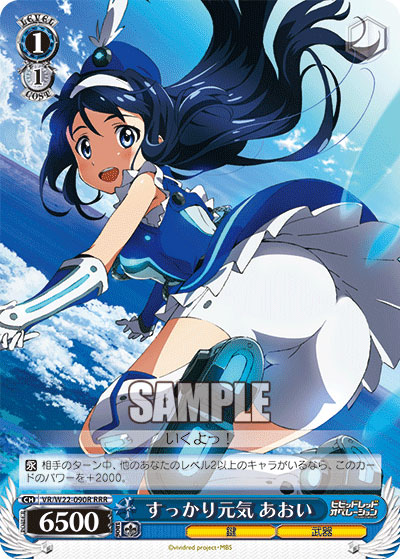 LEVEL
1
1
COST
SAMPLE
いくよっ！
永 相手のターン中、他のあなたのレベル2以上のキャラがいるなら、このカードのパワーを+2000。
CH VR/W22-090R RRR
6500
すっかり元気 あおい
ビビッドレッド・オペレーション
鍵 武器
©vividred project・MBS